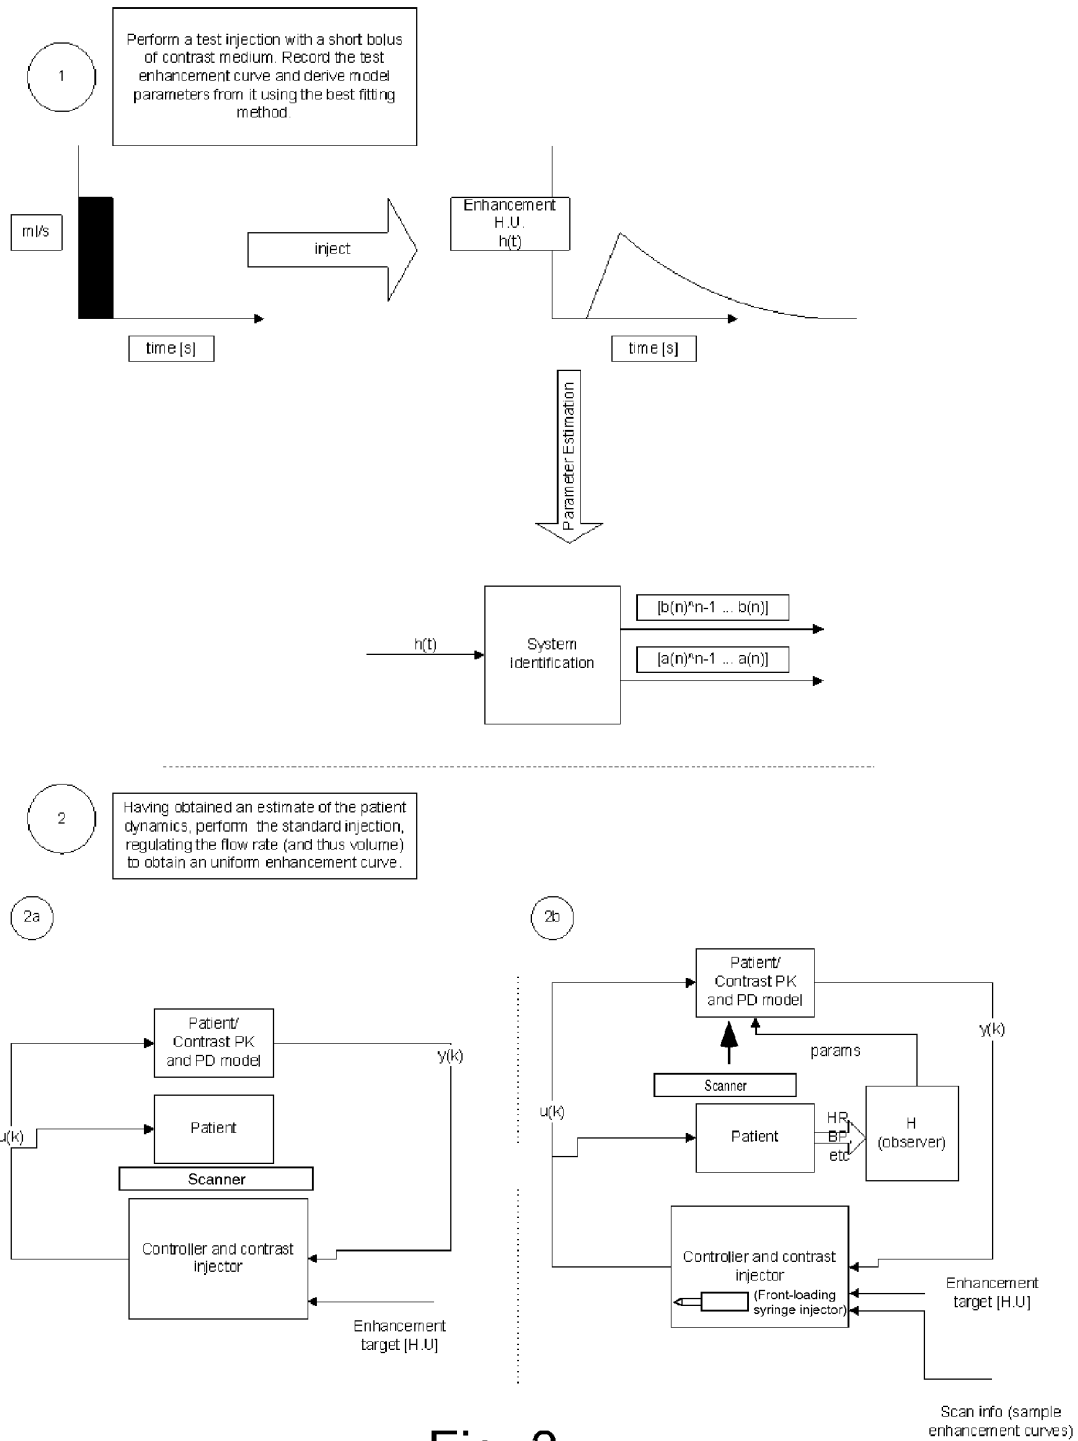 1
Perform a test injection with a short bolus
of contrast medium. Record the test
enhancement curve and derive model
parameters from it using the best fitting
method.
ml/s
inject
time [s]
Enhancement
H.U.
h(t)
time [s]
Parameter Estimation
h(t)
System
Identification
[b(n)^n-1 ... b(n)]
[a(n)^n-1 ... a(n)]
2
Having obtained an estimate of the patient
dynamics, perform the standard injection,
regulating the flow rate (and thus volume)
to obtain an uniform enhancement curve.
2a
Patient/
Contrast PK
and PD model
y(k)
u(k)
Patient
Scanner
Controller and contrast
injector
Enhancement
target [H.U]
2b
Patient/
Contrast PK
and PD model
y(k)
params
Scanner
u(k)
Patient
HR,
BP,
etc
H
(observer)
Controller and contrast
injector
(Front-loading
syringe injector)
Enhancement
target [H.U]
Scan info (sample
enhancement curves)